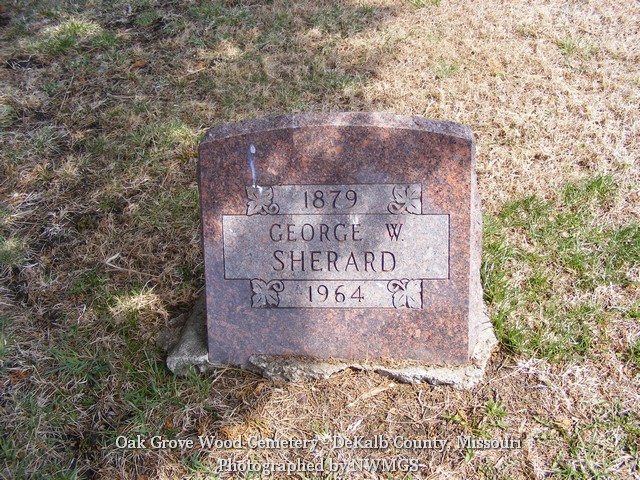 1879
GEORGE W.
SHERARD
1964
Oak Grove Wood Cemetery - DeKalb County, Missouri
Photographed by NWMGS